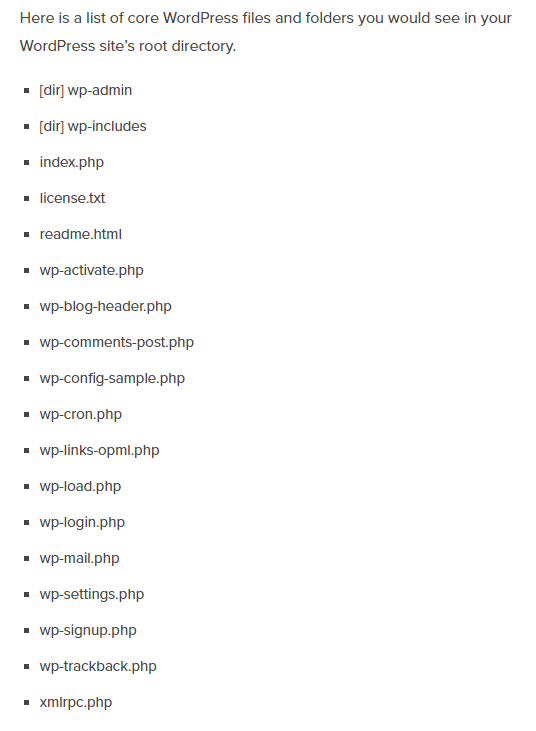 Here is a list of core WordPress files and folders you would see in your
WordPress site’s root directory.
[dir] wp-admin
[dir] wp-includes
index.php
license.txt
readme.html
wp-activate.php
wp-blog-header.php
wp-comments-post.php
wp-config-sample.php
wp-cron.php
wp-links-opml.php
wp-load.php
wp-login.php
wp-mail.php
wp-settings.php
wp-signup.php
wp-trackback.php
xmlrpc.php